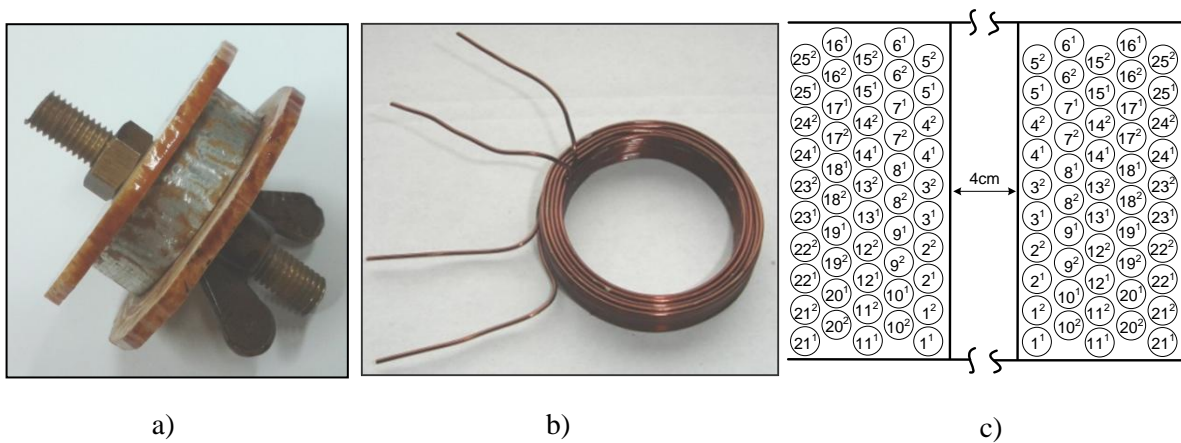 16¹ 6¹ 6¹ 16¹
25² 15² 5² 5² 15² 25²
16² 6² 6² 16²
25¹ 15¹ 5¹ 5¹ 15¹ 25¹
17¹ 7¹ 7¹ 17¹
24² 14² 4² 4² 14² 24²
17² 7² 7² 17²
24¹ 14¹ 4¹ 4¹ 14¹ 24¹
18¹ 8¹ 8¹ 18¹
4cm
23² 13² 3² 3² 13² 23²
18² 8² 8² 18²
23¹ 13¹ 3¹ 3¹ 13¹ 23¹
19¹ 9¹ 9¹ 19¹
22² 12² 2² 2² 12² 22²
19² 9² 9² 19²
22¹ 12¹ 2¹ 2¹ 12¹ 22¹
20¹ 10¹ 10¹ 20¹
21² 11² 1² 1² 11² 21²
20² 10² 10² 20²
21¹ 11¹ 1¹ 1¹ 11¹ 21¹
a) b) c)